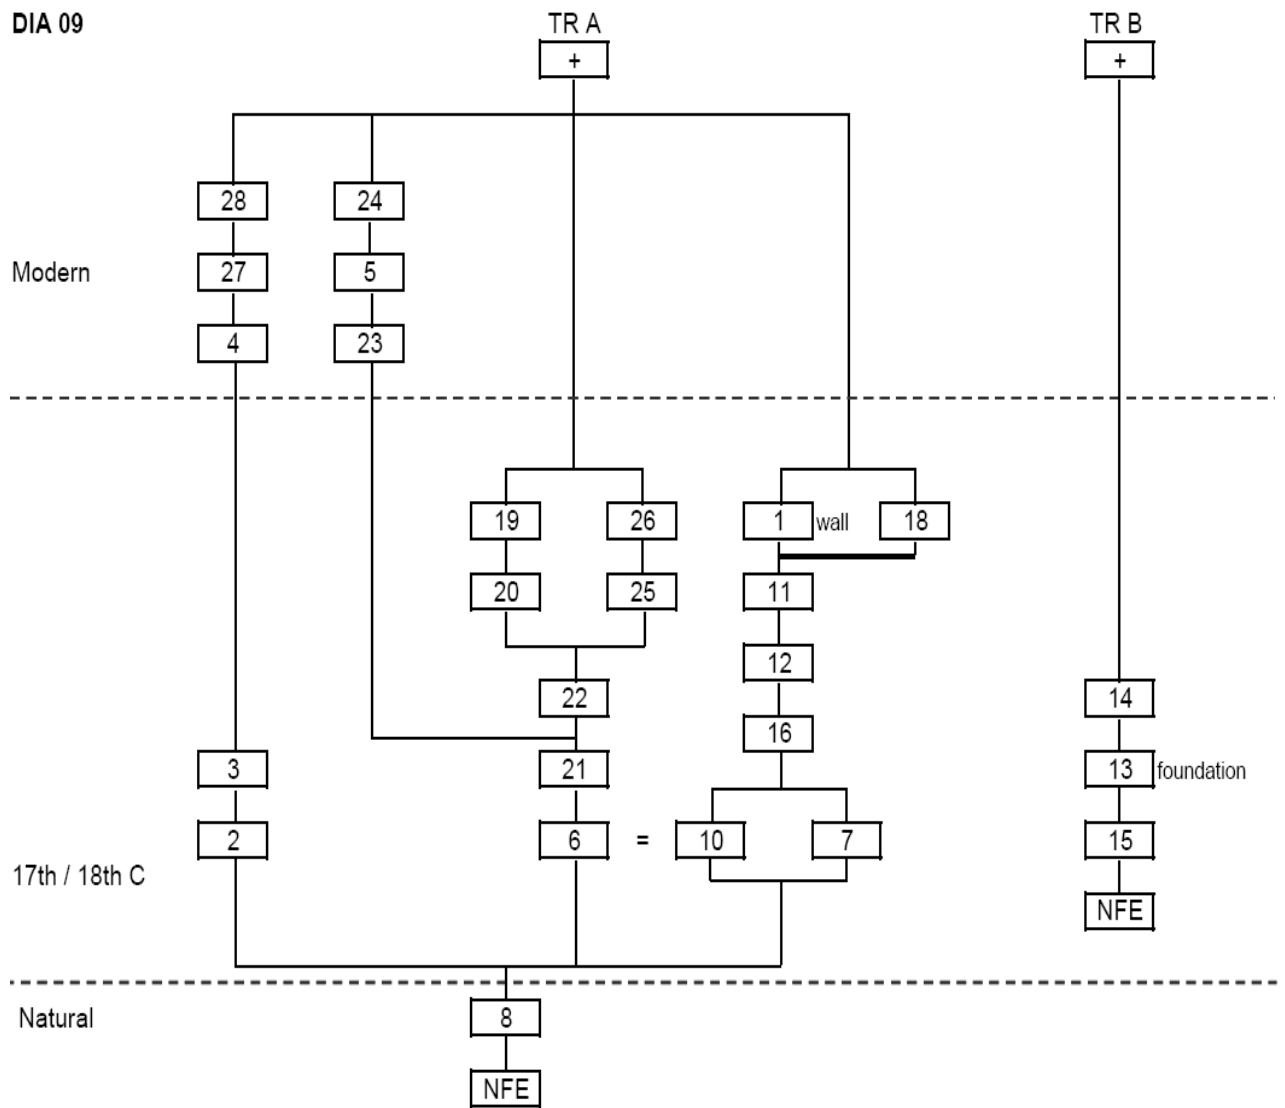 DIA 09 TR A TR B
+ +
28 24
Modern 27 5
4 23
19 26 1 wall 18
20 25 11
12
22 14
16
3 21 13 foundation
2 6 = 10 7 15
17th / 18th C
NFE
Natural 8
NFE